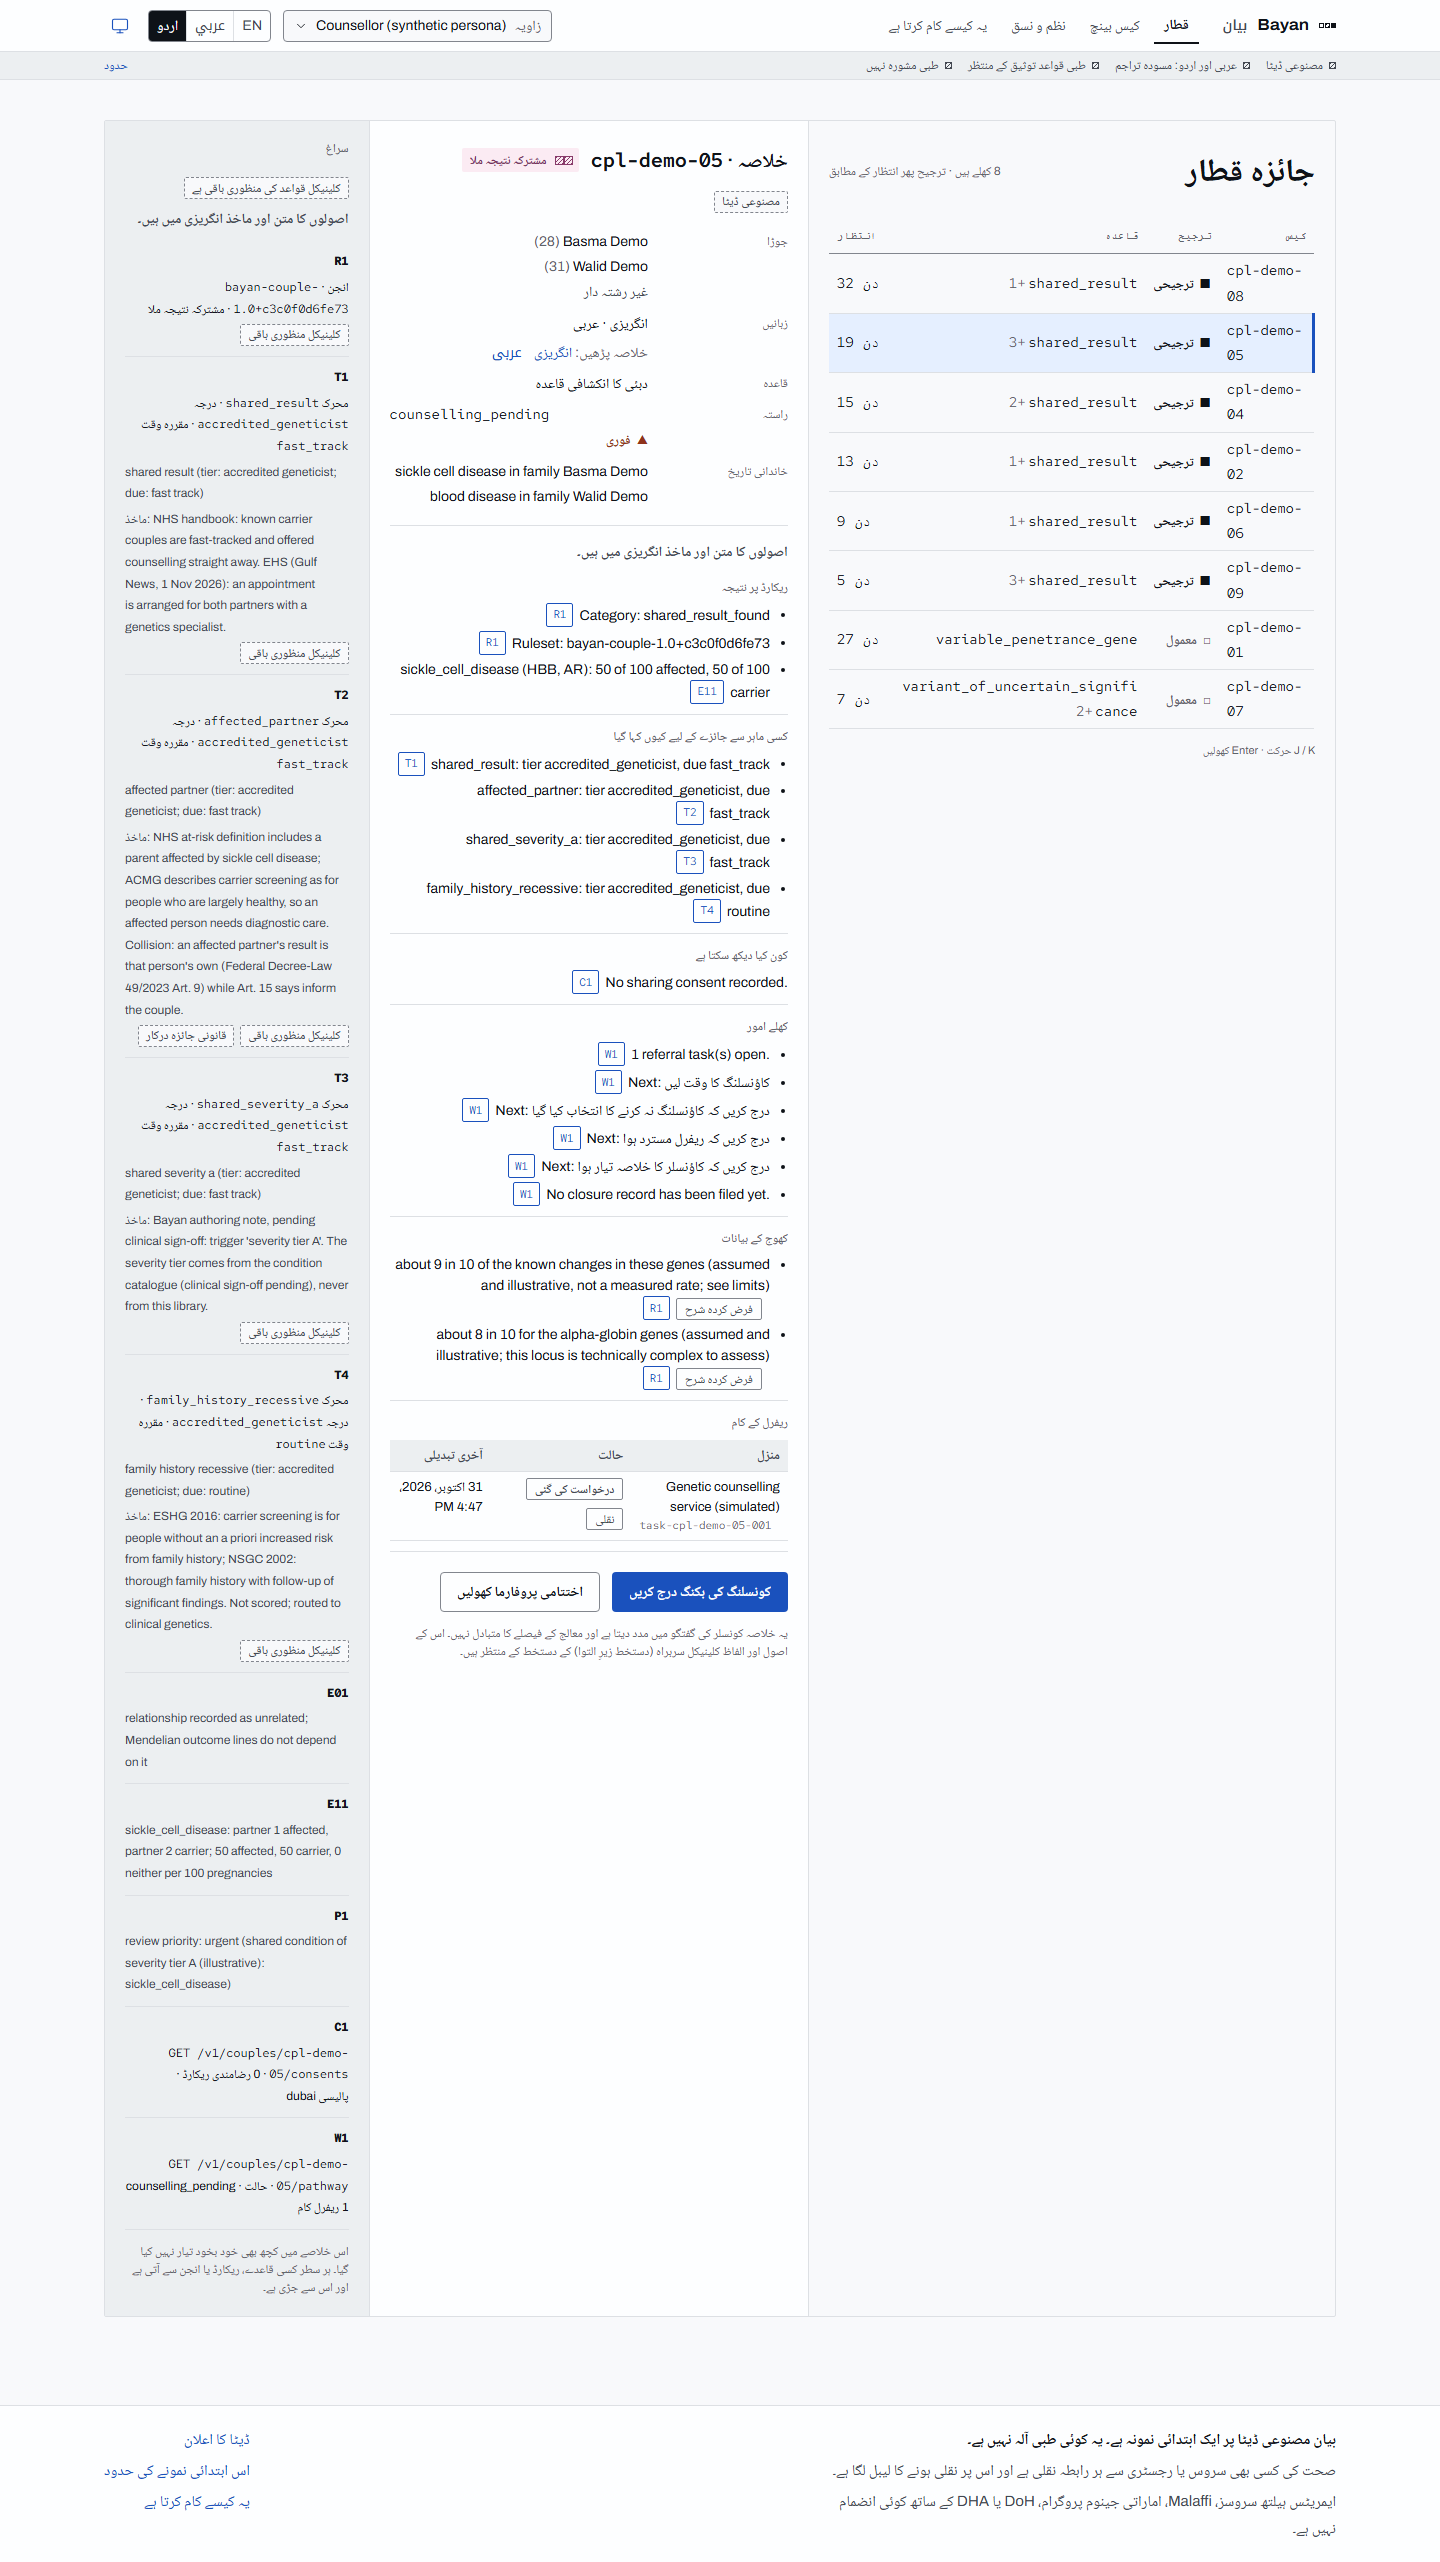 Bayan بیان
قطار
کیس بینچ
نظم و نسق
یہ کیسے کام کرتا ہے
زاویہ Counsellor (synthetic persona)
EN عربي اردو
مصنوعی ڈیٹا
عربی اور اردو: مسودہ تراجم
طبی قواعد توثیق کے منتظر
طبی مشورہ نہیں
حدود
جائزہ قطار
8 کھلے ہیں · ترجیح پھر انتظار کے مطابق
کیس ترجیح قاعدہ انتظار
cpl-demo-08 ترجیحی shared_result +1 32 دن
cpl-demo-05 ترجیحی shared_result +3 19 دن
cpl-demo-04 ترجیحی shared_result +2 15 دن
cpl-demo-02 ترجیحی shared_result +1 13 دن
cpl-demo-06 ترجیحی shared_result +1 9 دن
cpl-demo-09 ترجیحی shared_result +3 5 دن
cpl-demo-01 معمول variable_penetrance_gene 27 دن
cpl-demo-07 معمول variant_of_uncertain_significance +2 7 دن
J / K حرکت · Enter کھولیں
خلاصہ · cpl-demo-05
مشترکہ نتیجہ ملا
مصنوعی ڈیٹا
جوڑا
Basma Demo (28)
Walid Demo (31)
غیر رشتہ دار
زبانیں
انگریزی · عربی
خلاصہ پڑھیں: انگریزی عربی
قاعدہ
دبئی کا انکشافی قاعدہ
راستہ
counselling_pending
فوری
خاندانی تاریخ
sickle cell disease in family Basma Demo
blood disease in family Walid Demo
اصولوں کا متن اور ماخذ انگریزی میں ہیں۔
ریکارڈ پر نتیجہ
Category: shared_result_found R1
Ruleset: bayan-couple-1.0+c3c0f0d6fe73 R1
sickle_cell_disease (HBB, AR): 50 of 100 affected, 50 of 100
carrier E11
کسی ماہر سے جائزے کے لیے کیوں کہا گیا
shared_result: tier accredited_geneticist, due fast_track T1
affected_partner: tier accredited_geneticist, due
fast_track T2
shared_severity_a: tier accredited_geneticist, due
fast_track T3
family_history_recessive: tier accredited_geneticist, due
routine T4
کون کیا دیکھ سکتا ہے
No sharing consent recorded. C1
کھلے امور
1 referral task(s) open. W1
Next: کاؤنسلنگ کا وقت لیں W1
Next: درج کریں کہ کاؤنسلنگ نہ کرنے کا انتخاب کیا گیا W1
Next: درج کریں کہ ریفرل مسترد ہوا W1
Next: درج کریں کہ کاؤنسلر کا خلاصہ تیار ہوا W1
No closure record has been filed yet. W1
کھوج کے بیانات
about 9 in 10 of the known changes in these genes (assumed
and illustrative, not a measured rate; see limits)
فرض کردہ شرح R1
about 8 in 10 for the alpha-globin genes (assumed and
illustrative; this locus is technically complex to assess)
فرض کردہ شرح R1
ریفرل کے کام
منزل حالت آخری تبدیلی
Genetic counselling
service (simulated)
task-cpl-demo-05-001
درخواست کی گئی
نقلی
31 اکتوبر، 2026،
4:47 PM
کونسلنگ کی بکنگ درج کریں
اختتامی پروفارما کھولیں
یہ خلاصہ کونسلر کی گفتگو میں مدد دیتا ہے اور معالج کے فیصلے کا متبادل نہیں۔ اس کے
اصول اور الفاظ کلینیکل سربراہ (دستخط زیر التوا) کے دستخط کے منتظر ہیں۔
سراغ
کلینیکل قواعد کی منظوری باقی ہے
اصولوں کا متن اور ماخذ انگریزی میں ہیں۔
R1
انجن · bayan-couple-
1.0+c3c0f0d6fe73 · مشترکہ نتیجہ ملا
کلینیکل منظوری باقی
T1
محرک shared_result · درجہ
accredited_geneticist · مقررہ وقت
fast_track
shared result (tier: accredited geneticist;
due: fast track)
ماخذ: NHS handbook: known carrier
couples are fast-tracked and offered
counselling straight away. EHS (Gulf
News, 1 Nov 2026): an appointment
is arranged for both partners with a
genetics specialist.
کلینیکل منظوری باقی
T2
محرک affected_partner · درجہ
accredited_geneticist · مقررہ وقت
fast_track
affected partner (tier: accredited
geneticist; due: fast track)
ماخذ: NHS at-risk definition includes a
parent affected by sickle cell disease;
ACMG describes carrier screening as for
people who are largely healthy, so an
affected person needs diagnostic care.
Collision: an affected partner's result is
that person's own (Federal Decree-Law
49/2023 Art. 9) while Art. 15 says inform
the couple.
کلینیکل منظوری باقی
قانونی جائزہ درکار
T3
محرک shared_severity_a · درجہ
accredited_geneticist · مقررہ وقت
fast_track
shared severity a (tier: accredited
geneticist; due: fast track)
ماخذ: Bayan authoring note, pending
clinical sign-off: trigger 'severity tier A'. The
severity tier comes from the condition
catalogue (clinical sign-off pending), never
from this library.
کلینیکل منظوری باقی
T4
محرک family_history_recessive ·
درجہ accredited_geneticist · مقررہ
وقت routine
family history recessive (tier: accredited
geneticist; due: routine)
ماخذ: ESHG 2016: carrier screening is for
people without an a priori increased risk
from family history; NSGC 2002:
thorough family history with follow-up of
significant findings. Not scored; routed to
clinical genetics.
کلینیکل منظوری باقی
E01
relationship recorded as unrelated;
Mendelian outcome lines do not depend
on it
E11
sickle_cell_disease: partner 1 affected,
partner 2 carrier; 50 affected, 50 carrier, 0
neither per 100 pregnancies
P1
review priority: urgent (shared condition of
severity tier A (illustrative):
sickle_cell_disease)
C1
GET /v1/couples/cpl-demo-
05/consents · 0 رضامندی ریکارڈ ·
پالیسی dubai
W1
GET /v1/couples/cpl-demo-
05/pathway · حالت · counselling_pending
1 ریفرل کام
اس خلاصے میں کچھ بھی خود بخود تیار نہیں کیا
گیا۔ ہر سطر کسی قاعدے، ریکارڈ یا انجن سے آتی ہے
اور اس سے جڑی ہے۔
بیان مصنوعی ڈیٹا پر ایک ابتدائی نمونہ ہے۔ یہ کوئی طبی آلہ نہیں ہے۔
صحت کی کسی بھی سروس یا رجسٹری سے ہر رابطہ نقلی ہے اور اس پر نقلی ہونے کا لیبل لگا ہے۔
ایمریٹس ہیلتھ سروسز، Malaffi، اماراتی جینوم پروگرام، DoH یا DHA کے ساتھ کوئی انضمام
نہیں ہے۔
ڈیٹا کا اعلان
اس ابتدائی نمونے کی حدود
یہ کیسے کام کرتا ہے